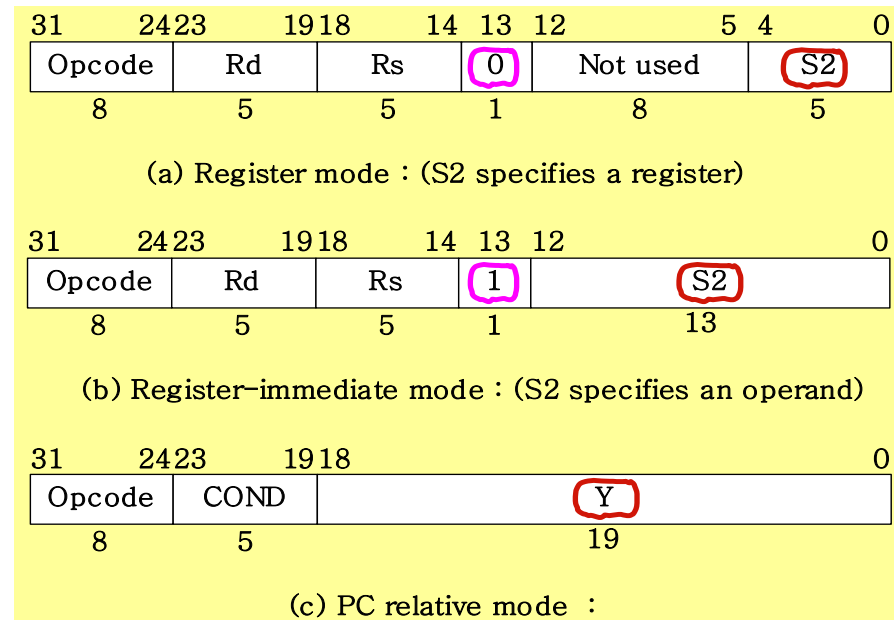 31 24 23 19 18 14 13 12 5 4 0
Opcode Rd Rs 0 Not used S2
8 5 5 1 8 5
(a) Register mode : (S2 specifies a register)
31 24 23 19 18 14 13 12 0
Opcode Rd Rs 1 S2
8 5 5 1 13
(b) Register-immediate mode : (S2 specifies an operand)
31 24 23 19 18 0
Opcode COND Y
8 5 19
(c) PC relative mode :